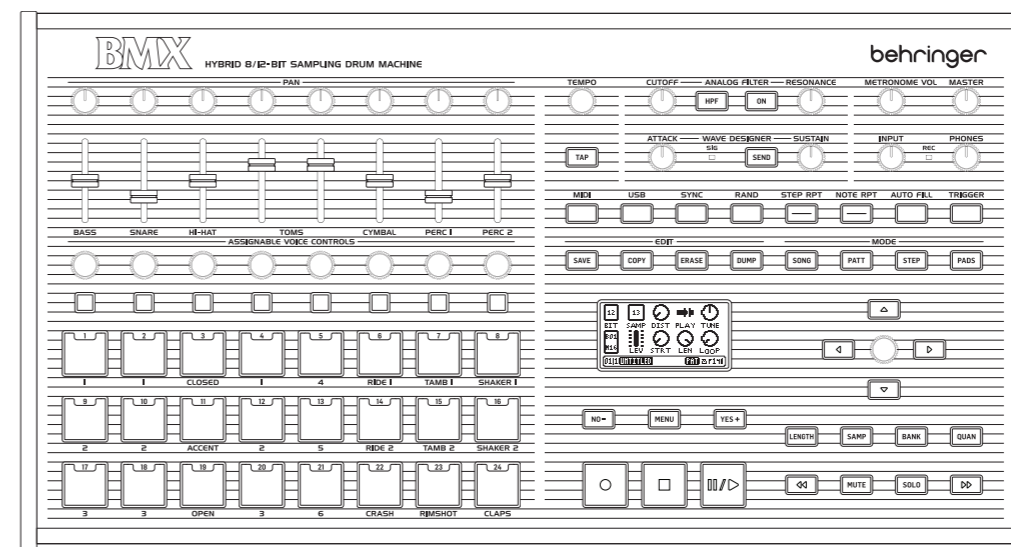 BMX HYBRID 8/12-BIT SAMPLING DRUM MACHINE
behringer
PAN
TEMPO
CUTOFF ANALOG FILTER RESONANCE
METRONOME VOL MASTER
HPF ON
ATTACK WAVE DESIGNER SUSTAIN
INPUT PHONES
SIG
REC
TAP
SEND
MIDI USB SYNC RAND STEP RPT NOTE RPT AUTO FILL TRIGGER
BASS SNARE HI-HAT TOMS CYMBAL PERC 1 PERC 2
ASSIGNABLE VOICE CONTROLS
EDIT
MODE
SAVE COPY ERASE DUMP SONG PATT STEP PADS
12 13
BIT SAMP DIST PLAY TUNE
B01
M16
LEV STRT LEN LOOP
UNTITLED
PAT
1 2 3 4 5 6 7 8
1 1 CLOSED 1 4 RIDE 1 TAMB 1 SHAKER 1
9 10 11 12 13 14 15 16
2 2 ACCENT 2 5 RIDE 2 TAMB 2 SHAKER 2
17 18 19 20 21 22 23 24
3 3 OPEN 3 6 CRASH RIMSHOT CLAPS
NO- MENU YES+
LENGTH SAMP BANK QUAN
MUTE SOLO